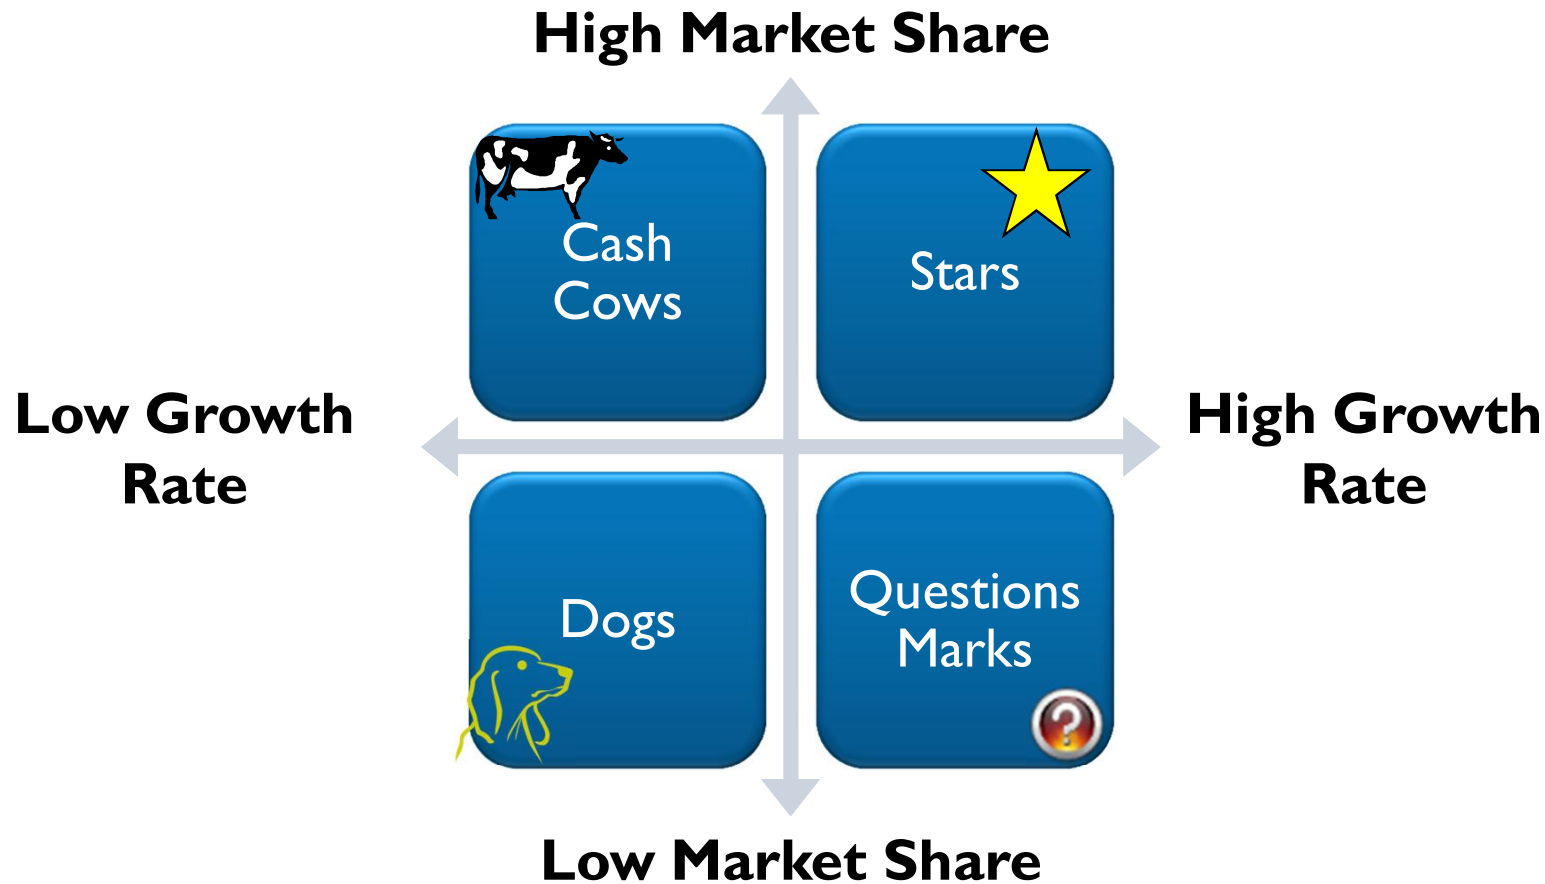 High Market Share
Cash
Cows
Stars
Low Growth
Rate
High Growth
Rate
Dogs
Questions
Marks
?
Low Market Share